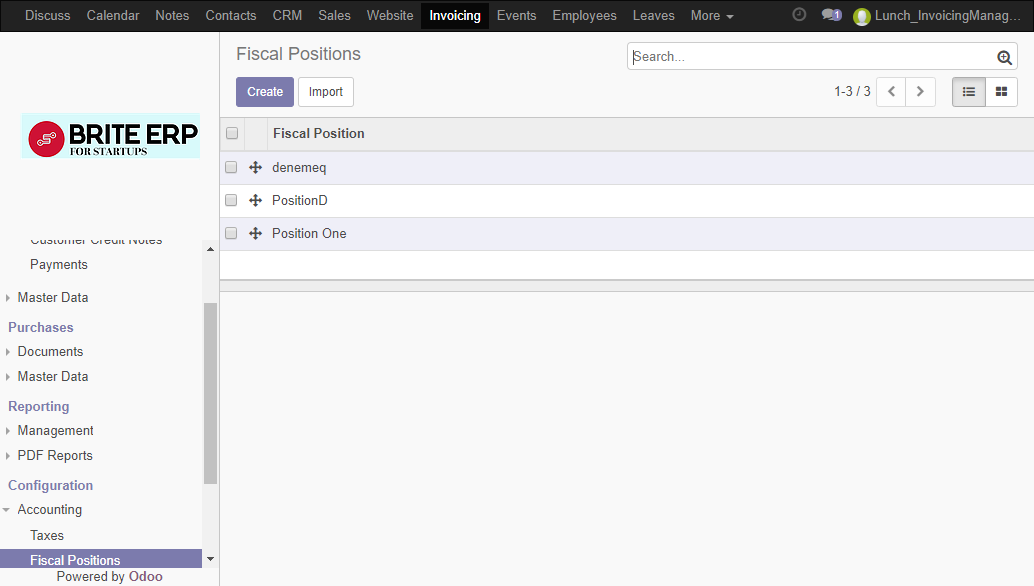 Discuss Calendar Notes Contacts CRM Sales Website Invoicing Events Employees Leaves More 1 Lunch_InvoicingManag...
Fiscal Positions
Search...
Create Import
1-3 / 3
BRITE ERP
FOR STARTUPS
Fiscal Position
denemeq
PositionD
Position One
Customer Credit Notes
Payments
Master Data
Purchases
Documents
Master Data
Reporting
Management
PDF Reports
Configuration
Accounting
Taxes
Fiscal Positions
Powered by Odoo